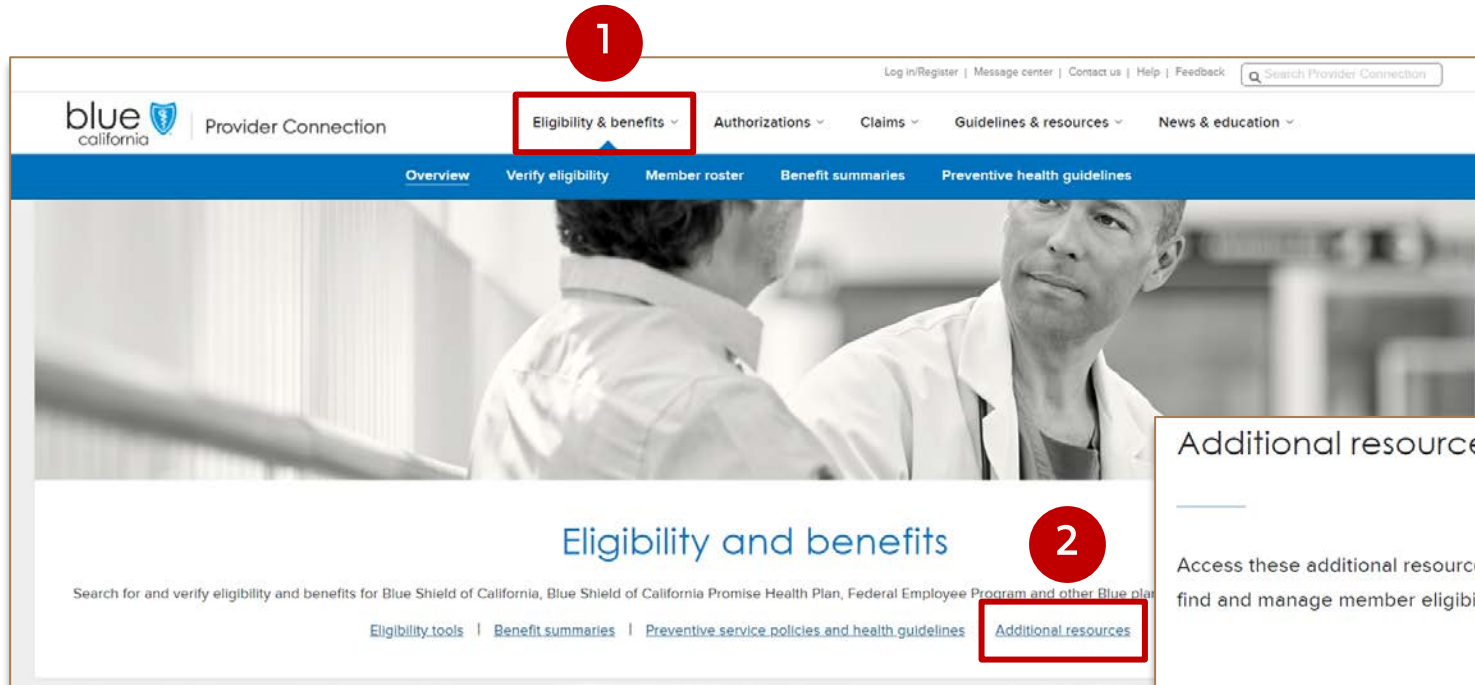 1
Log in/Register | Message center | Contact us | Help | Feedback Search Provider Connection
blue california Provider Connection Eligibility & benefits Authorizations Claims Guidelines & resources News & education
Overview Verify eligibility Member roster Benefit summaries Preventive health guidelines
Eligibility and benefits
2
Search for and verify eligibility and benefits for Blue Shield of California, Blue Shield of California Promise Health Plan, Federal Employee Program and other Blue
Eligibility tools | Benefit summaries | Preventive service policies and health guidelines Additional resources
Additional
Access these additional
find and manage member